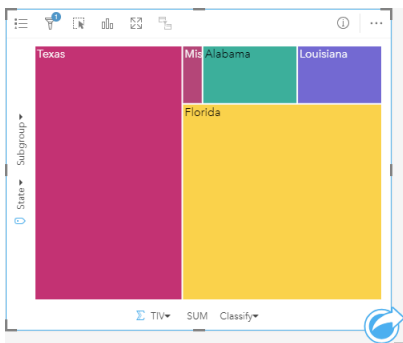 1
Texas
Mis
Alabama
Louisiana
Florida
Subgroup
State
Σ TIV SUM Classify